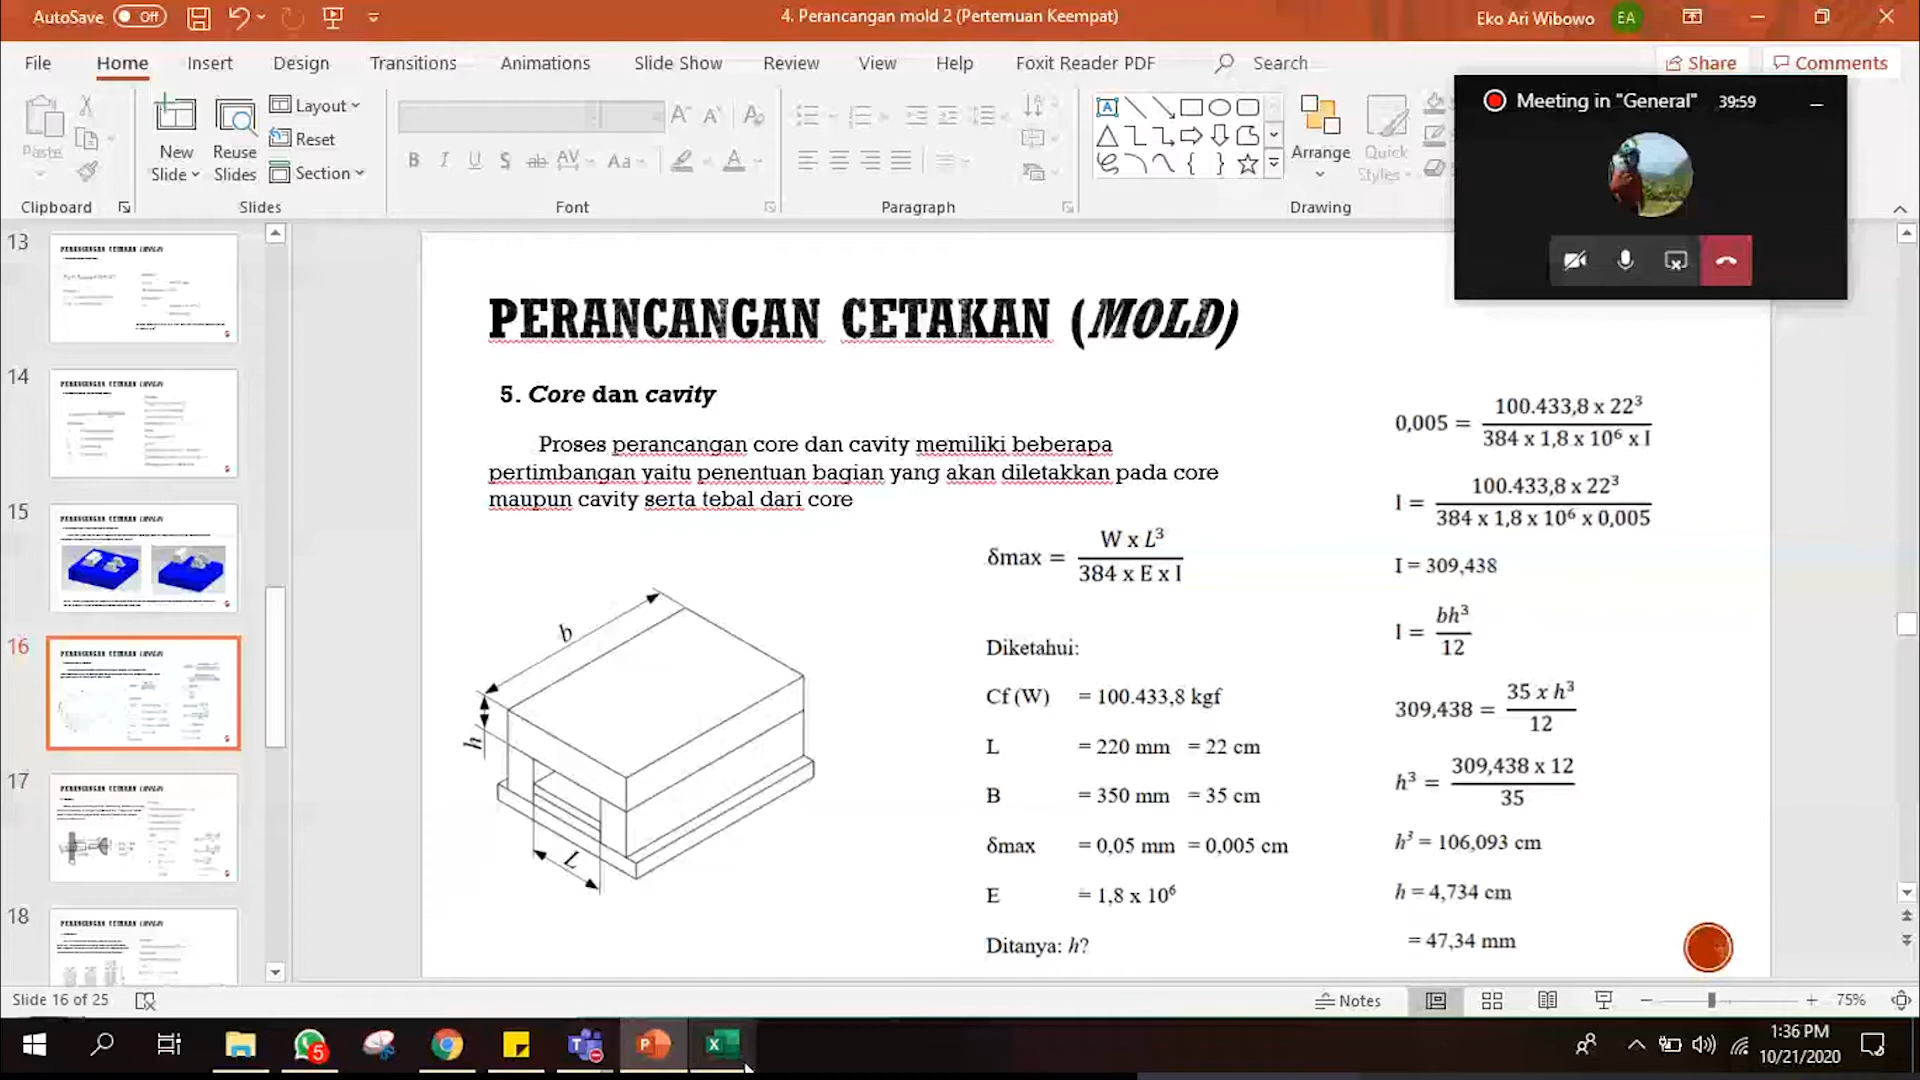 AutoSave Off
4. Perancangan mold 2 (Pertemuan Keempat)
Eko Ari Wibowo EA
File Home Insert Design Transitions Animations Slide Show Review View Help Foxit Reader PDF Search
Share Comments
Paste
New Slide
Reuse Slides
Layout
Reset
Section
Arrange
Quick Styles
Clipboard Slides Font Paragraph Drawing
Meeting in "General" 39:59
13
14
15
16
17
18
PERANCANGAN CETAKAN (MOLD)
5. Core dan cavity
Proses perancangan core dan cavity memiliki beberapa
pertimbangan yaitu penentuan bagian yang akan diletakkan pada core
maupun cavity serta tebal dari core
b
h
L
δmax = W x L³ / 384 x E x I
Diketahui:
Cf (W) = 100.433,8 kgf
L = 220 mm = 22 cm
B = 350 mm = 35 cm
δmax = 0,05 mm = 0,005 cm
E = 1,8 x 10⁶
Ditanya: h?
0,005 = 100.433,8 x 22³ / 384 x 1,8 x 10⁶ x I
I = 100.433,8 x 22³ / 384 x 1,8 x 10⁶ x 0,005
I = 309,438
I = bh³ / 12
309,438 = 35 x h³ / 12
h³ = 309,438 x 12 / 35
h³ = 106,093 cm
h = 4,734 cm
= 47,34 mm
Slide 16 of 25
Notes
75%
5
1:36 PM
10/21/2020